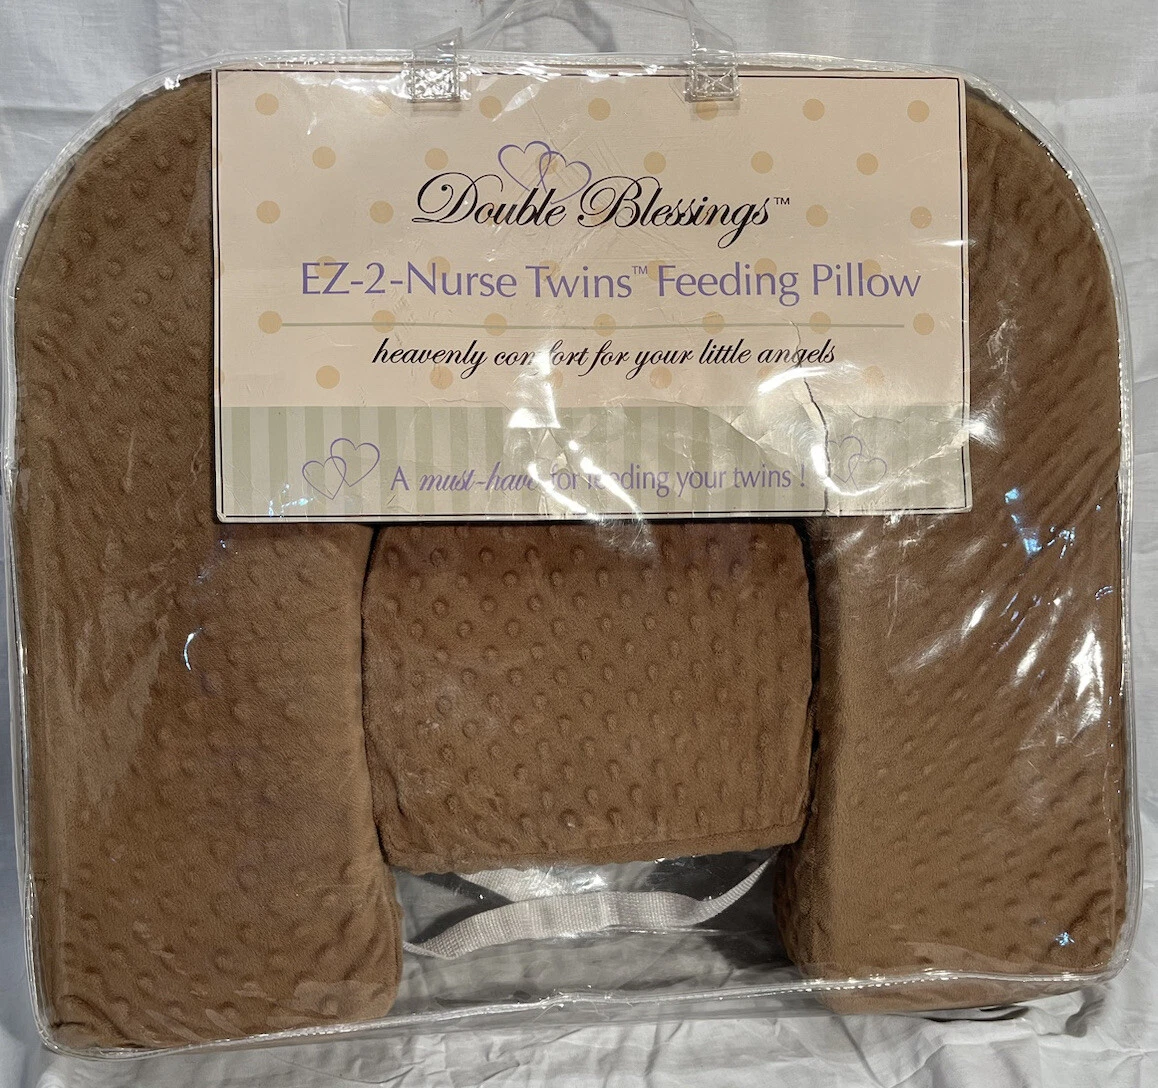 Double Blessings™
EZ-2-Nurse Twins™ Feeding Pillow
heavenly comfort for your little angels
A must-have for feeding your twins !